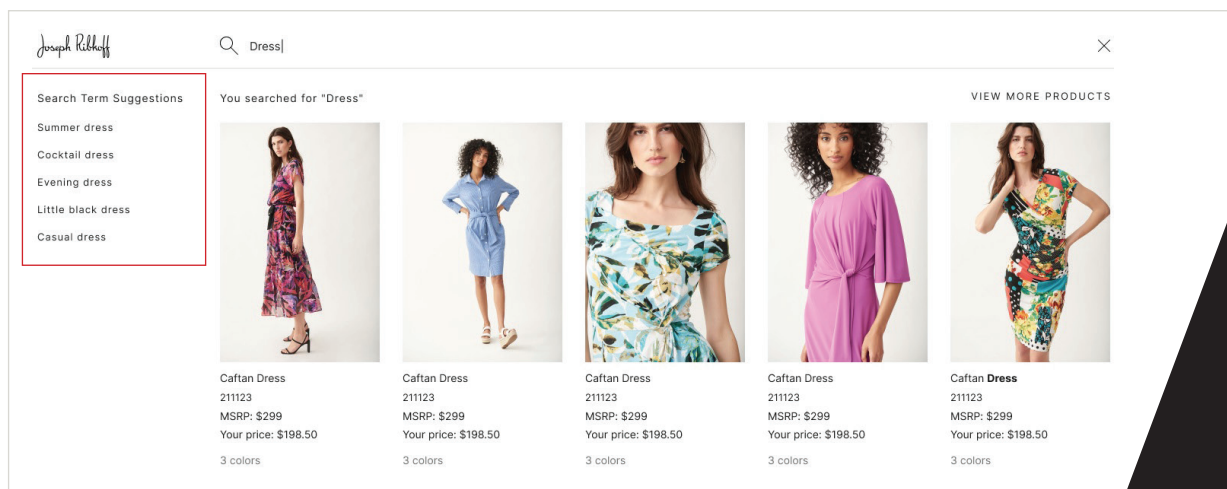 Joseph Ribkoff
Dress
Search Term Suggestions
Summer dress
Cocktail dress
Evening dress
Little black dress
Casual dress
You searched for "Dress"
VIEW MORE PRODUCTS
Caftan Dress
211123
MSRP: $299
Your price: $198.50
3 colors
Caftan Dress
211123
MSRP: $299
Your price: $198.50
3 colors
Caftan Dress
211123
MSRP: $299
Your price: $198.50
3 colors
Caftan Dress
211123
MSRP: $299
Your price: $198.50
3 colors
Caftan Dress
211123
MSRP: $299
Your price: $198.50
3 colors